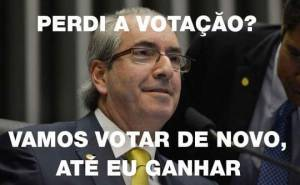 PERDI A VOTAÇÃO?
VAMOS VOTAR DE NOVO,
ATÉ EU GANHAR